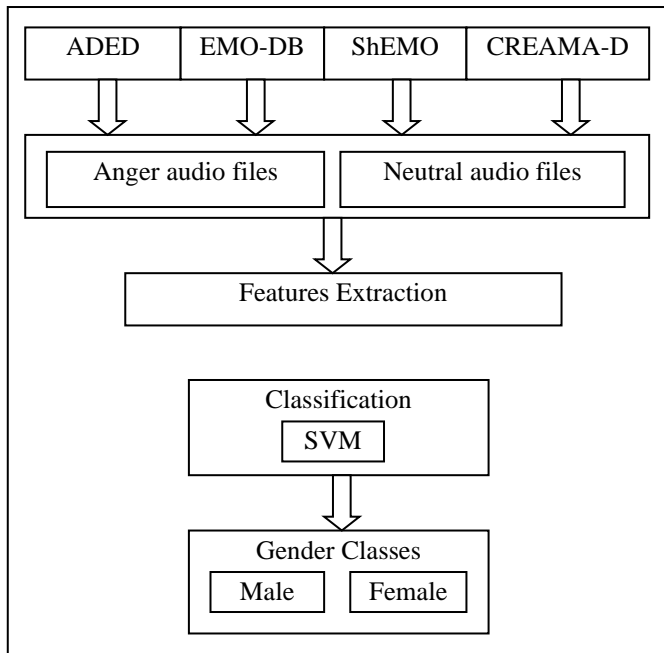 ADED EMO-DB ShEMO CREAMA-D
Anger audio files Neutral audio files
Features Extraction
Classification
SVM
Gender Classes
Male Female